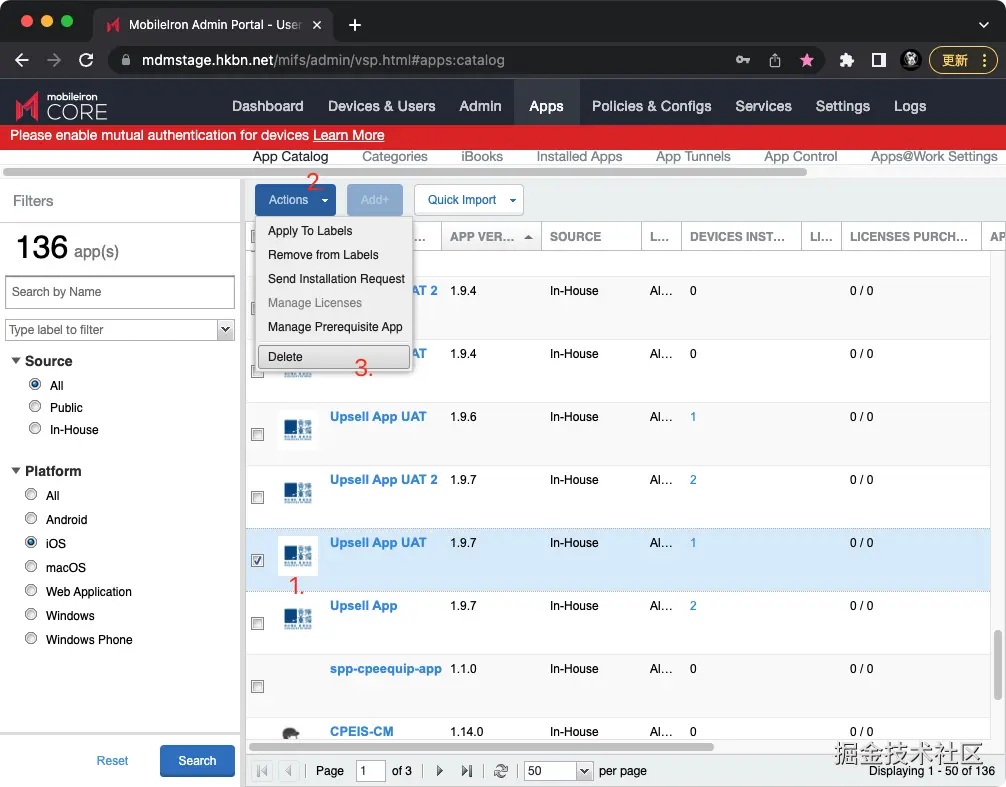 MobileIron Admin Portal - User
mdmstage.hkbn.net/mifs/admin/vsp.html#apps:catalog
更新
mobileiron
CORE
Dashboard
Devices & Users
Admin
Apps
Policies & Configs
Services
Settings
Logs
Please enable mutual authentication for devices Learn More
App Catalog
Categories
iBooks
Installed Apps
App Tunnels
App Control
Apps@Work Settings
Filters
136 app(s)
Search by Name
Type label to filter
Source
All
Public
In-House
Platform
All
Android
iOS
macOS
Web Application
Windows
Windows Phone
Reset
Search
2.
Actions
Add+
Quick Import
Apply To Labels
Remove from Labels
Send Installation Request
Manage Licenses
Manage Prerequisite App
Delete
3.
... APP VER... SOURCE L... DEVICES INST... LI... LICENSES PURCH... AP
AT 2 1.9.4 In-House Al... 0 0 / 0
AT 1.9.4 In-House Al... 0 0 / 0
Upsell App UAT 1.9.6 In-House Al... 1 0 / 0
Upsell App UAT 2 1.9.7 In-House Al... 2 0 / 0
Upsell App UAT 1.9.7 In-House Al... 1 0 / 0
1.
Upsell App 1.9.7 In-House Al... 2 0 / 0
spp-cpeequip-app 1.1.0 In-House Al... 0 0 / 0
CPEIS-CM 1.14.0 In-House Al... 0 0 / 0
Page 1 of 3
50 per page
Displaying 1 - 50 of 136
掘金技术社区